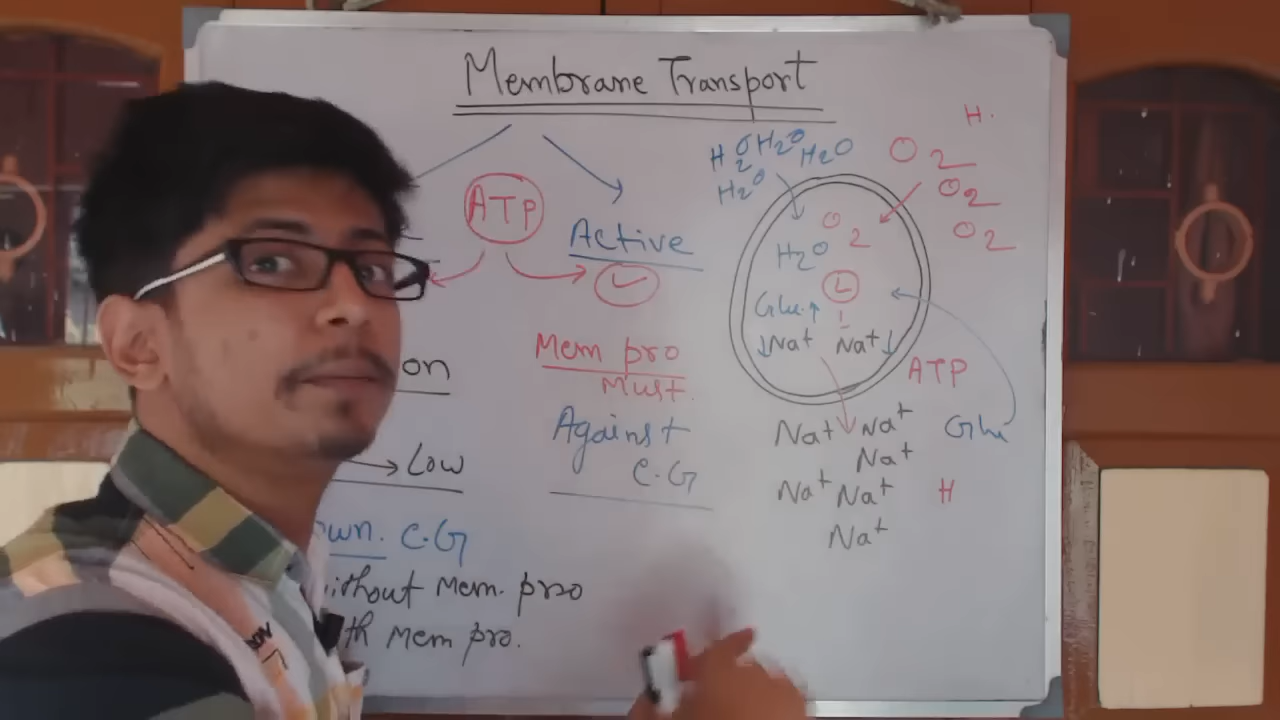 Membrane Transport
ATP
Active
Mem pro
Must
Against
C.G
on
→ Low
wn. C.G
ithout Mem. pro
th Mem pro.
H2O H2O H2O
H2O
O2
O2
O2
H.
O2
H2O
L
Glu.↑
↓Na+ Na+↓
ATP
Glu
Na+ Na+
Na+
Na+ Na+
Na+
H